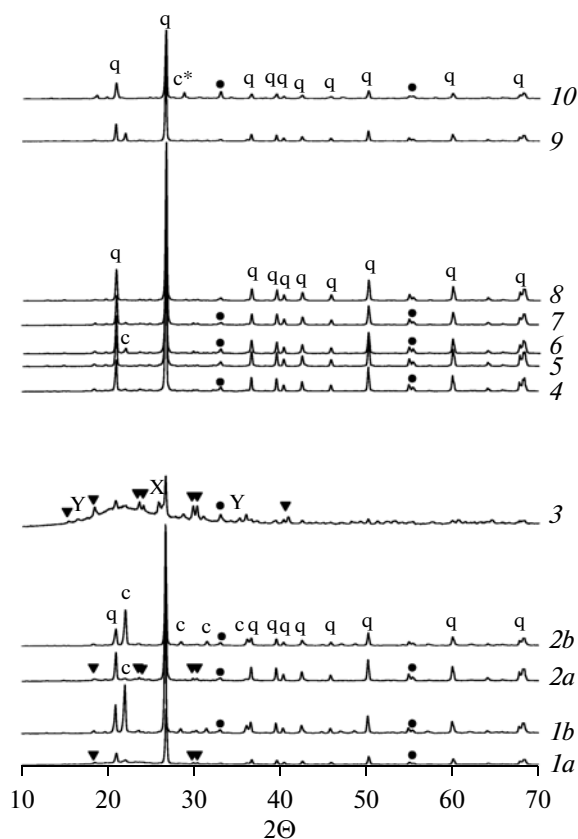 q
q c* q qq q q q q q 10
9
q q q q q q q q q 8
7
c 6
5
4
Y X Y 3
q c c c c q q q q q q q 2b
c 2a
1b
1a
10 20 30 40 50 60 70
2Θ